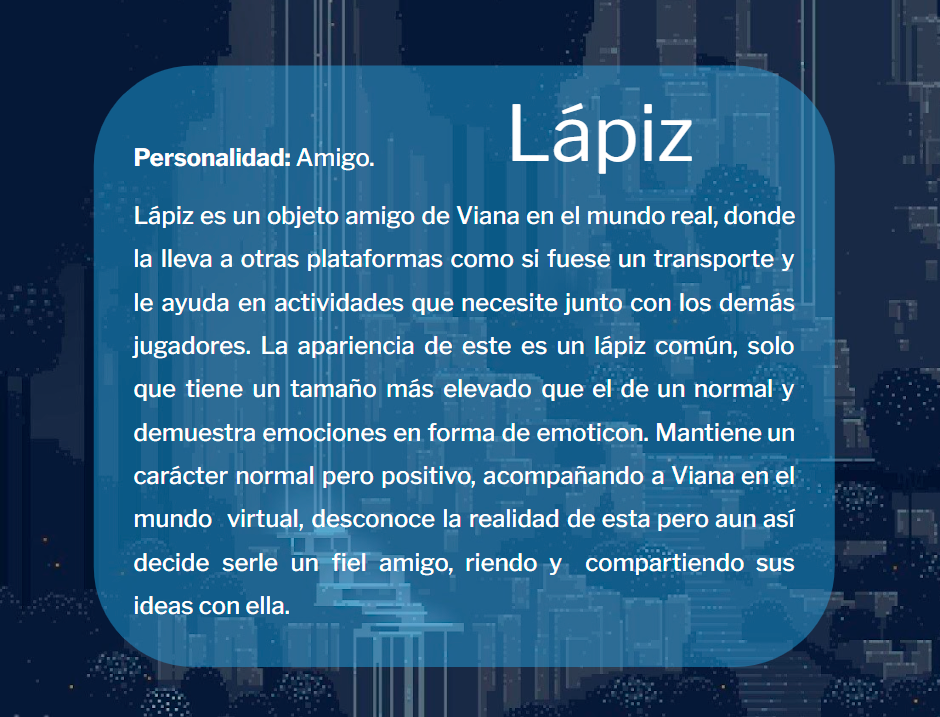 Lápiz
Personalidad: Amigo.
Lápiz es un objeto amigo de Viana en el mundo real, donde
la lleva a otras plataformas como si fuese un transporte y
le ayuda en actividades que necesite junto con los demás
jugadores. La apariencia de este es un lápiz común, solo
que tiene un tamaño más elevado que el de un normal y
demuestra emociones en forma de emoticon. Mantiene un
carácter normal pero positivo, acompañando a Viana en el
mundo virtual, desconoce la realidad de esta pero aun así
decide serle un fiel amigo, riendo y compartiendo sus
ideas con ella.